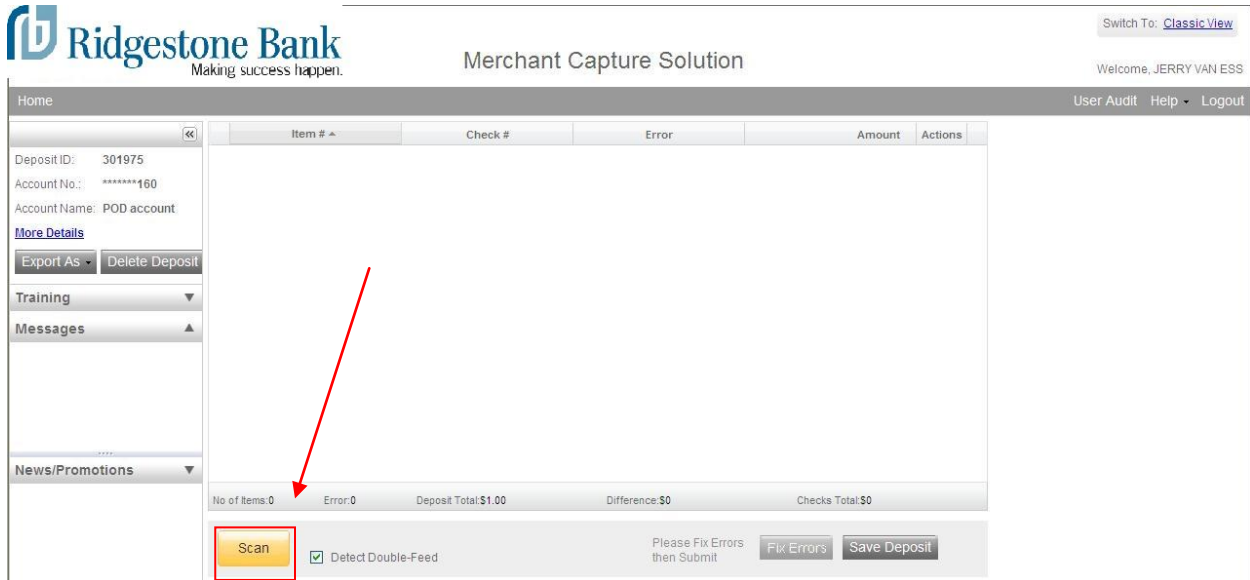 Ridgestone Bank
Making success happen.
Merchant Capture Solution
Switch To: Classic View
Welcome, JERRY VAN ESS
Home
User Audit Help Logout
Item # Check # Error Amount Actions
Deposit ID: 301975
Account No.: *******160
Account Name: POD account
More Details
Export As Delete Deposit
Training
Messages
News/Promotions
No of Items:0 Error:0 Deposit Total:$1.00 Difference:$0 Checks Total:$0
Scan
Detect Double-Feed
Please Fix Errors
then Submit
Fix Errors
Save Deposit